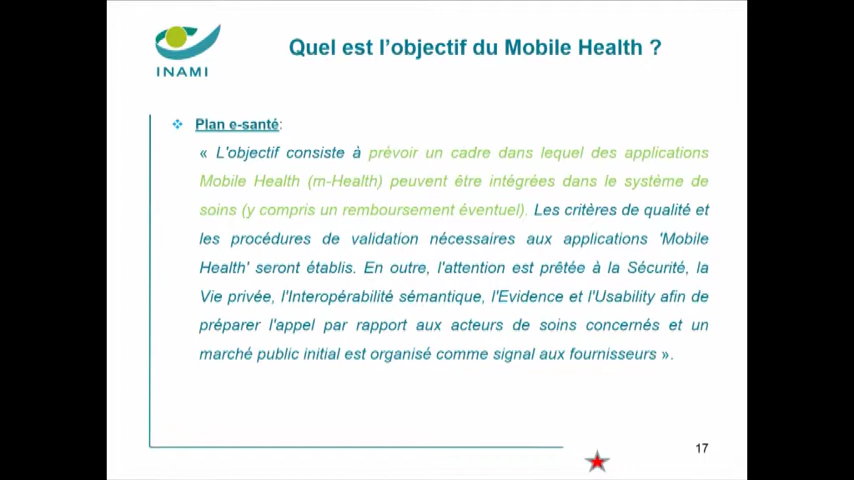 INAMI
Quel est l'objectif du Mobile Health ?
Plan e-santé:
« L'objectif consiste à prévoir un cadre dans lequel des applications
Mobile Health (m-Health) peuvent être intégrées dans le système de
soins (y compris un remboursement éventuel). Les critères de qualité et
les procédures de validation nécessaires aux applications 'Mobile
Health' seront établis. En outre, l'attention est prêtée à la Sécurité, la
Vie privée, l'Interopérabilité sémantique, l'Evidence et l'Usability afin de
préparer l'appel par rapport aux acteurs de soins concernés et un
marché public initial est organisé comme signal aux fournisseurs ».
17